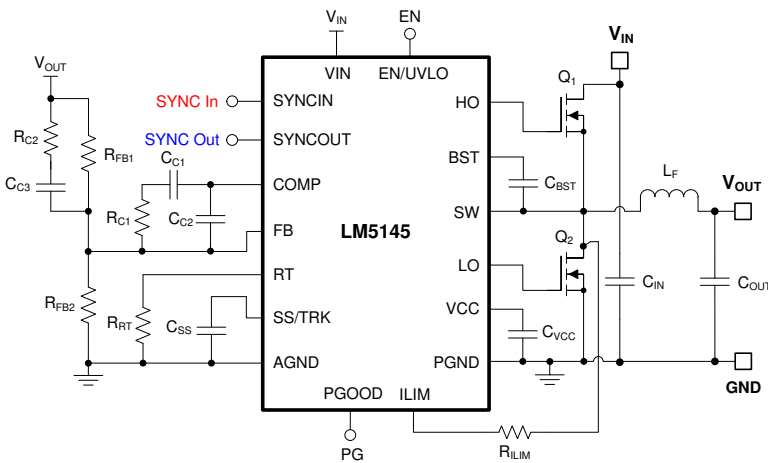 VIN
EN
VIN
VOUT
VIN
EN/UVLO
Q1
SYNC In
SYNCIN
HO
RC2
RFB1
SYNC Out
SYNCOUT
CC1
BST
CC3
COMP
CBST
LF
VOUT
RC1
CC2
SW
FB
LM5145
Q2
RT
LO
RFB2
RRT
CSS
SS/TRK
VCC
CIN
COUT
CVCC
AGND
PGND
GND
PGOOD
ILIM
PG
RILIM